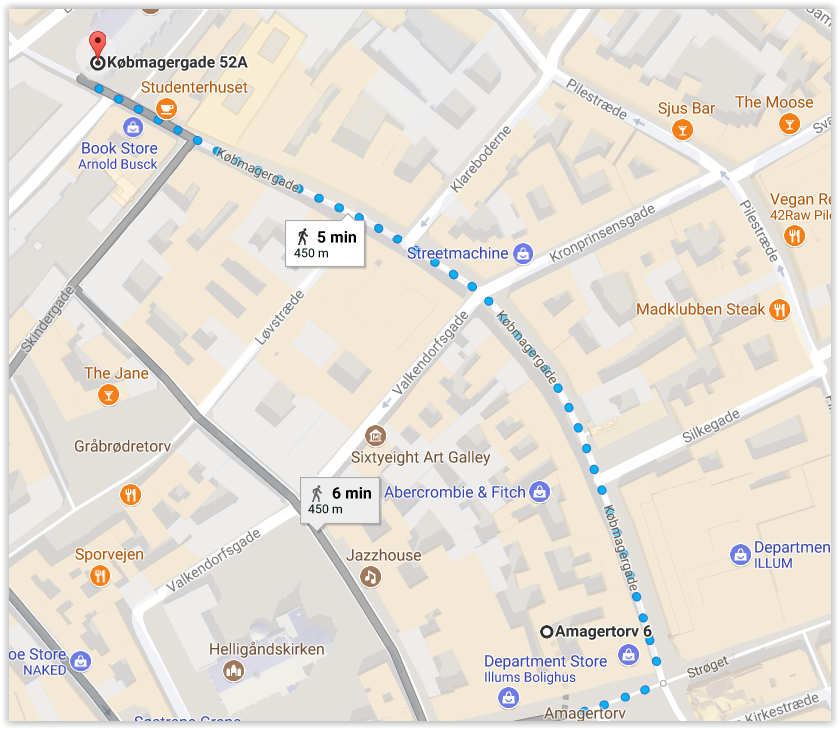 Købmagergade 52A
Studenterhuset
Book Store
Arnold Busck
Købmagergade
Pilestræde
Sjus Bar
The Moose
Klareboderne
5 min
450 m
Streetmachine
Kronprinsensgade
Pilestræde
Vegan Re
42Raw Pil
Skindergade
Løvstræde
Madklubben Steak
Købmagergade
Valkendorfsgade
The Jane
Gråbrødretorv
Sixtyeight Art Galley
Silkegade
6 min
450 m
Abercrombie & Fitch
Købmagergade
Sporvejen
Valkendorfsgade
Jazzhouse
Departmen
ILLUM
Amagertorv 6
Helligåndskirken
oe Store
NAKED
Department Store
Illums Bolighus
Strøget
Amagertorv
Kirkestræde